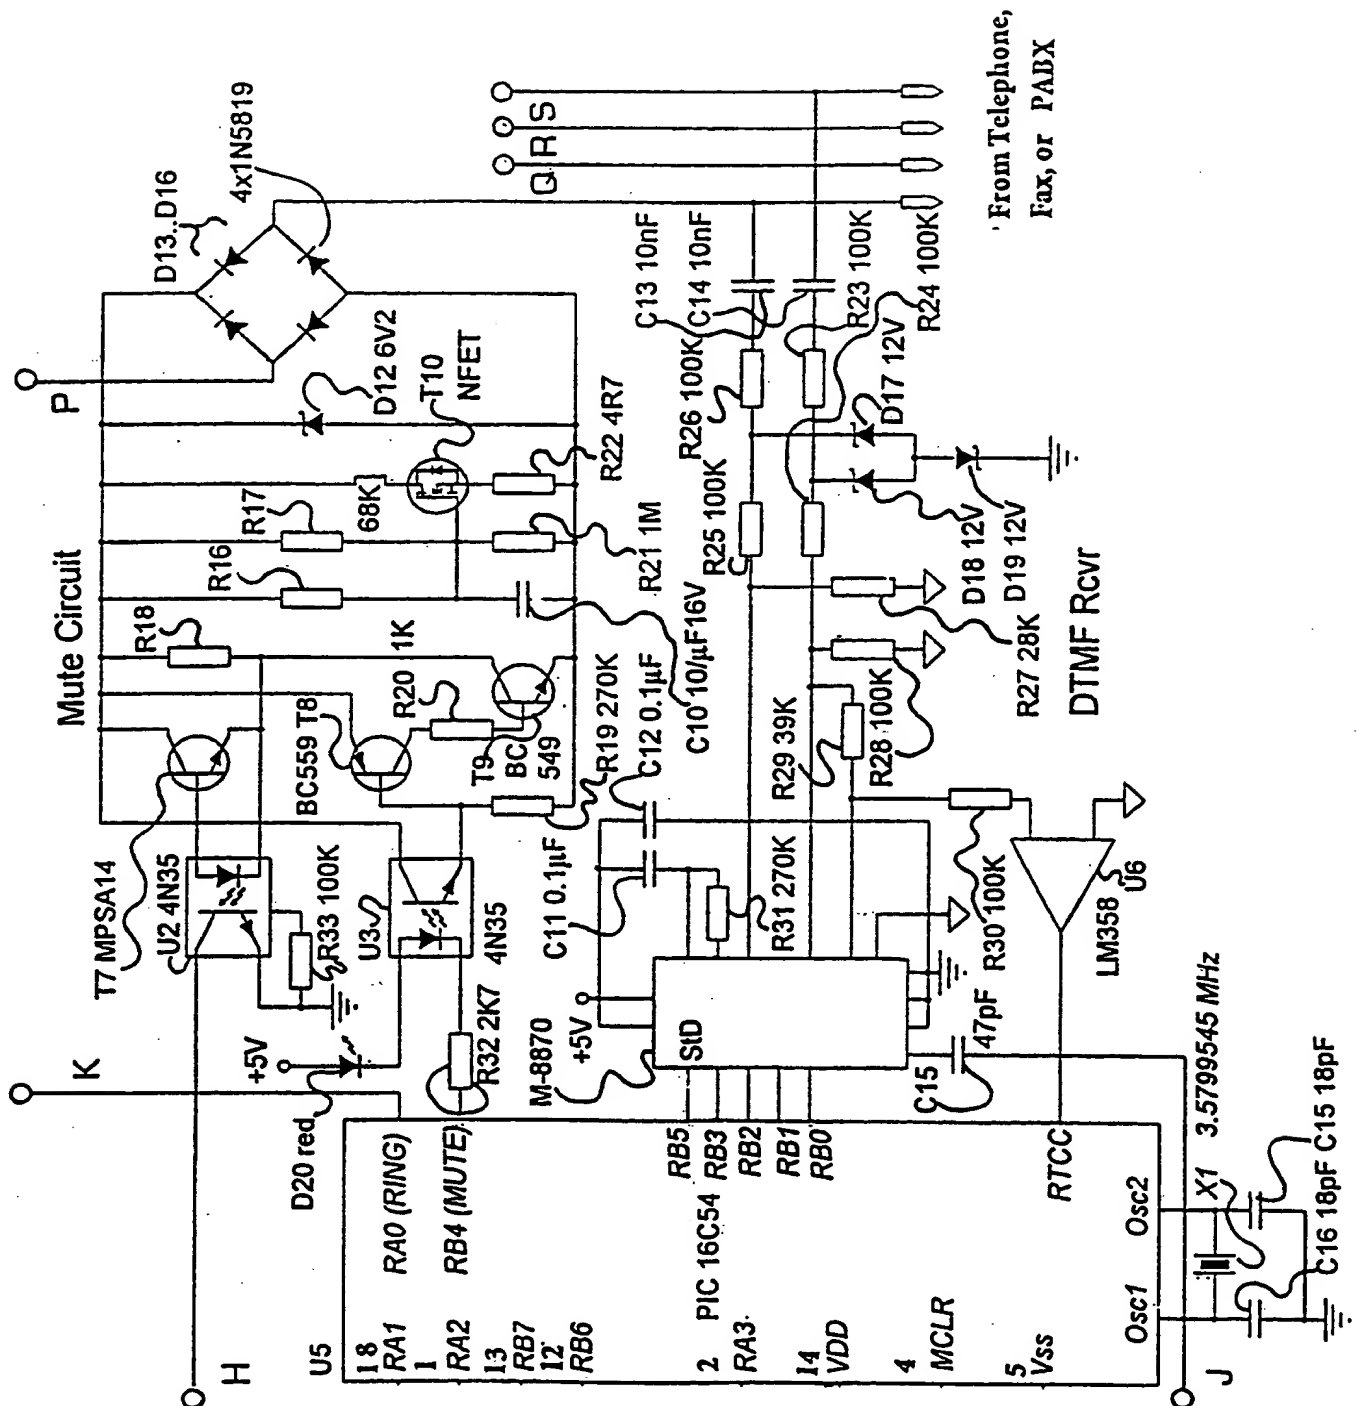 P
D13..D16
4x1N5819
D12 6V2
T10
NFET
R22 4R7
Mute Circuit
R17
68K
R16
R21 1M
R18
1K
C10 10/µF16V
T7 MPSA14
BC559 T8
R20
T9
BC
549
R19 270K
C12 0.1µF
U2 4N35
R33 100K
U3
4N35
C11 0.1µF
K
+5V
D20 red
R32 2K7
M-8870
+5V
StD
R31 270K
Q R S
From Telephone,
Fax, or PABX
C13 10nF
C14 10nF
R23 100K
R24 100K
R26 100K
D17 12V
R25 100K
D18 12V
D19 12V
R27 28K
DTMF Rcvr
R29 39K
R28 100K
R30 100K
U6
LM358
47pF
C15
H
U5
18
RA1
1
RA2
13
RB7
12
RB6
2
RA3
14
VDD
4
MCLR
5
Vss
RA0 (RING)
RB4 (MUTE)
PIC 16C54
RB5
RB3
RB2
RB1
RB0
RTCC
Osc1
Osc2
J
X1
3.5799545 MHz
C16 18pF
C15 18pF